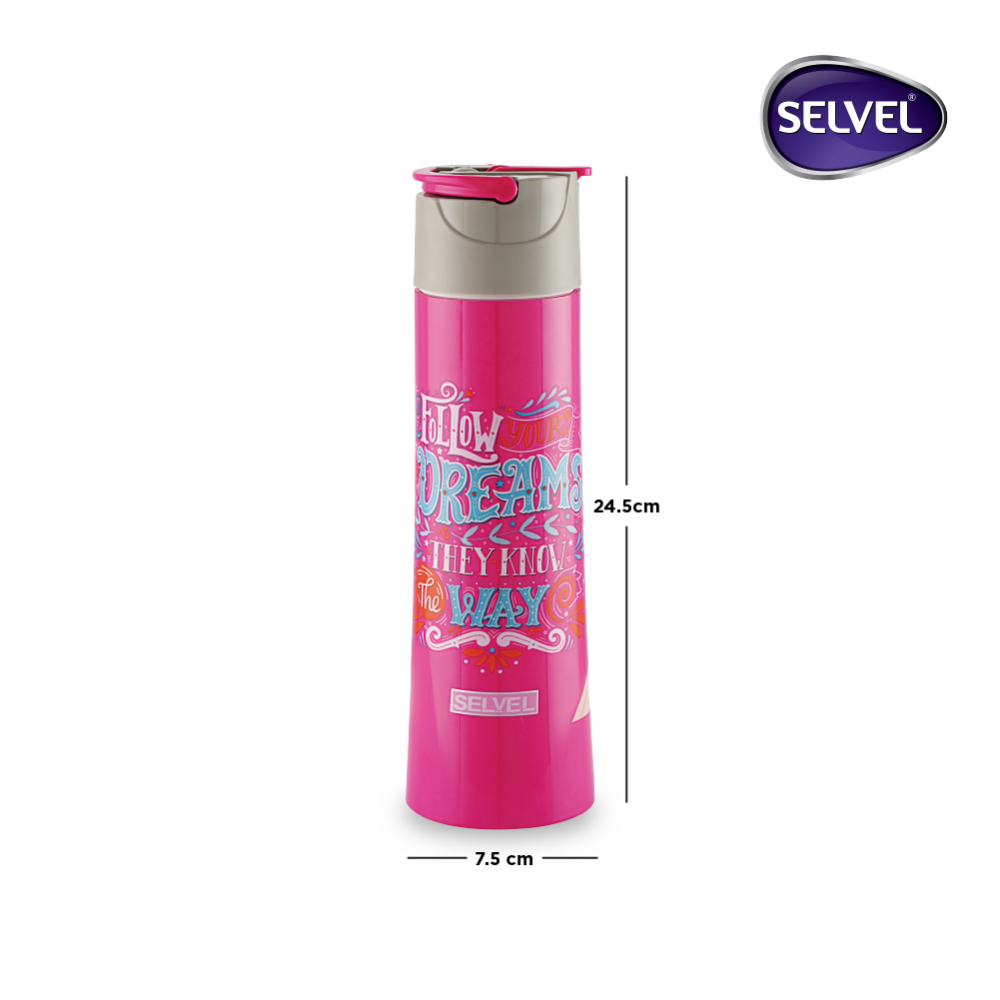 SELVEL®
FOLLOW YOUR
DREAMS
THEY KNOW
The WAY
SELVEL
24.5cm
7.5 cm